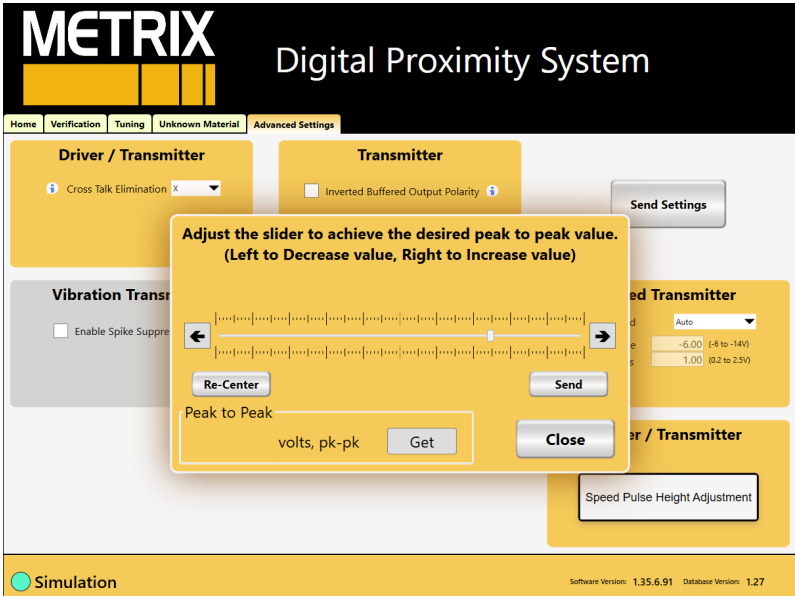 METRIX
Digital Proximity System
Home Verification Tuning Unknown Material Advanced Settings
Driver / Transmitter
Cross Talk Elimination X
Transmitter
Inverted Buffered Output Polarity
Send Settings
Adjust the slider to achieve the desired peak to peak value.
(Left to Decrease value, Right to Increase value)
Re-Center
Send
Peak to Peak
volts, pk-pk
Get
Close
Vibration
Enable Spike
Transmitter
Auto
-6.00 (-6 to -14V)
1.00 (0.2 to 2.5V)
/ Transmitter
Speed Pulse Height Adjustment
Simulation
Software Version: 1.35.6.91 Database Version: 1.27